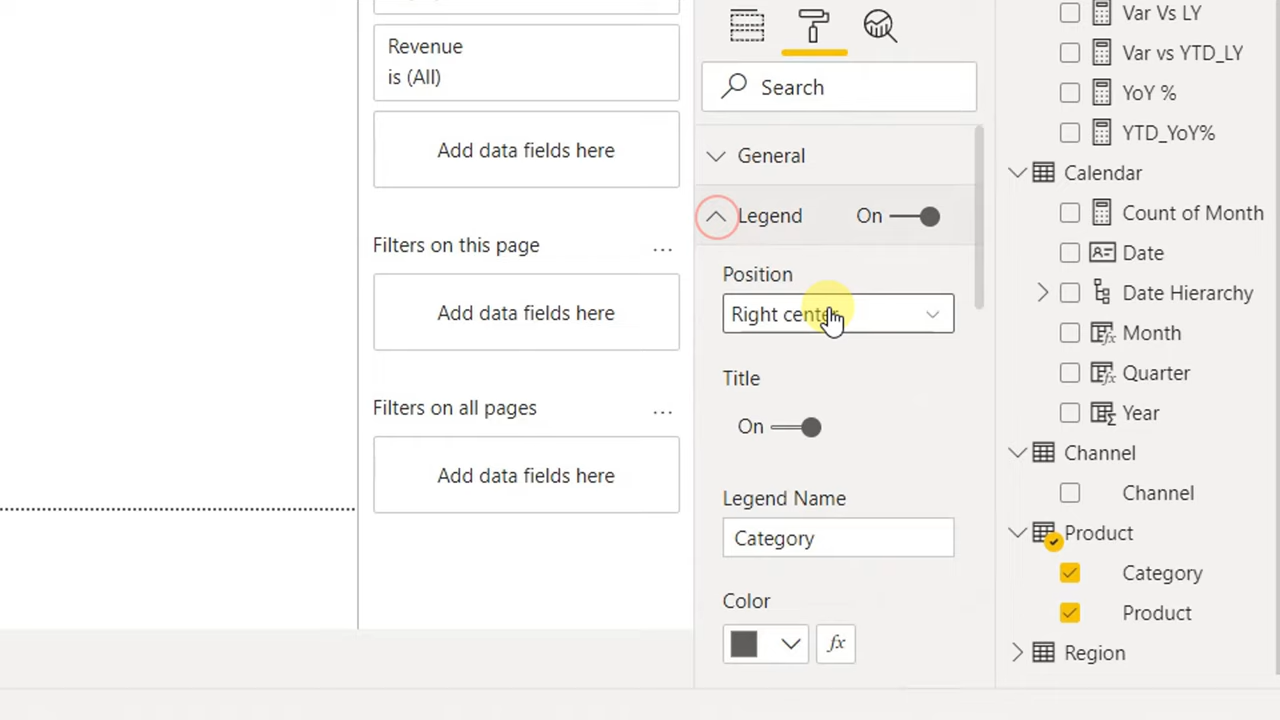 Revenue
is (All)
Add data fields here
Filters on this page
...
Add data fields here
Filters on all pages
...
Add data fields here
Search
General
Legend On
Position
Right center
Title
On
Legend Name
Category
Color
fx
Var Vs LY
Var vs YTD_LY
YoY %
YTD_YoY%
Calendar
Count of Month
Date
Date Hierarchy
Month
Quarter
Year
Channel
Channel
Product
Category
Product
Region